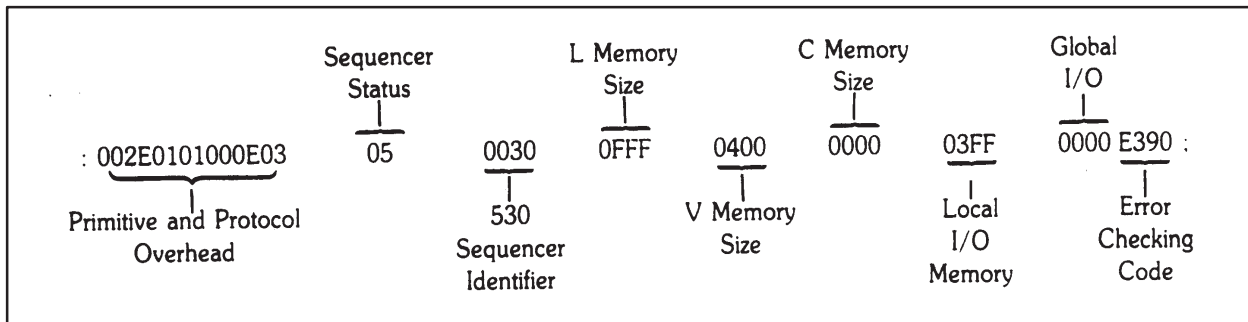 Sequencer
Status
L Memory
Size
C Memory
Size
Global
I/O
: 002E0101000E03 05 0030 0FFF 0400 0000 03FF 0000 E390 :
Primitive and Protocol
Overhead
530
Sequencer
Identifier
V Memory
Size
Local
I/O
Memory
Error
Checking
Code